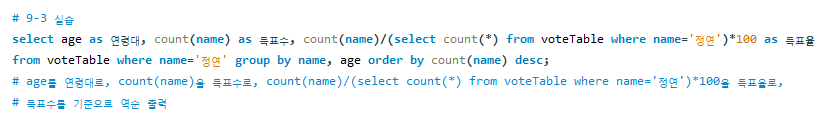 # 9-3 실습
select age as 연령대, count(name) as 득표수, count(name)/(select count(*) from voteTable where name='정연')*100 as 득표율
from voteTable where name='정연' group by name, age order by count(name) desc;
# age를 연령대로, count(name)을 득표수로, count(name)/(select count(*) from voteTable where name='정연')*100을 득표율로,
# 득표수를 기준으로 역순 출력